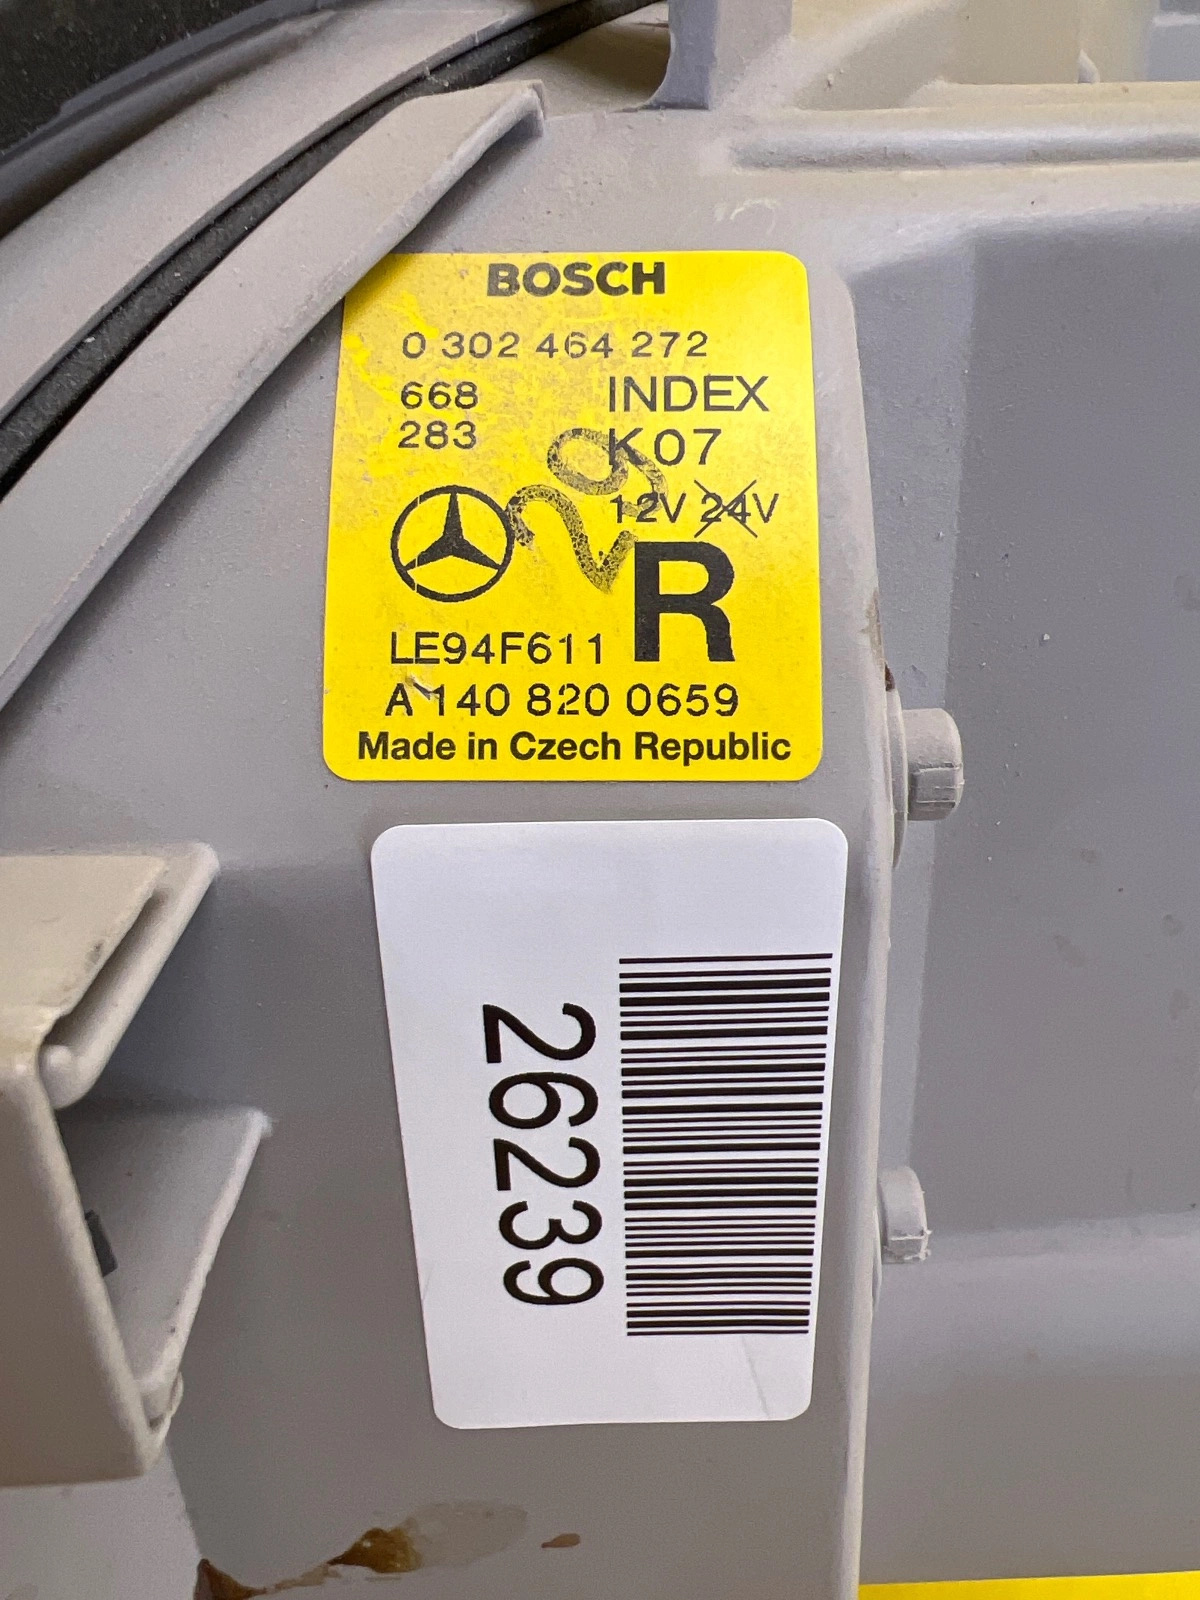 BOSCH
0 302 464 272
668 INDEX
283 K07
12V 24V
R
LE94F611
A 140 820 0659
Made in Czech Republic
29
26239